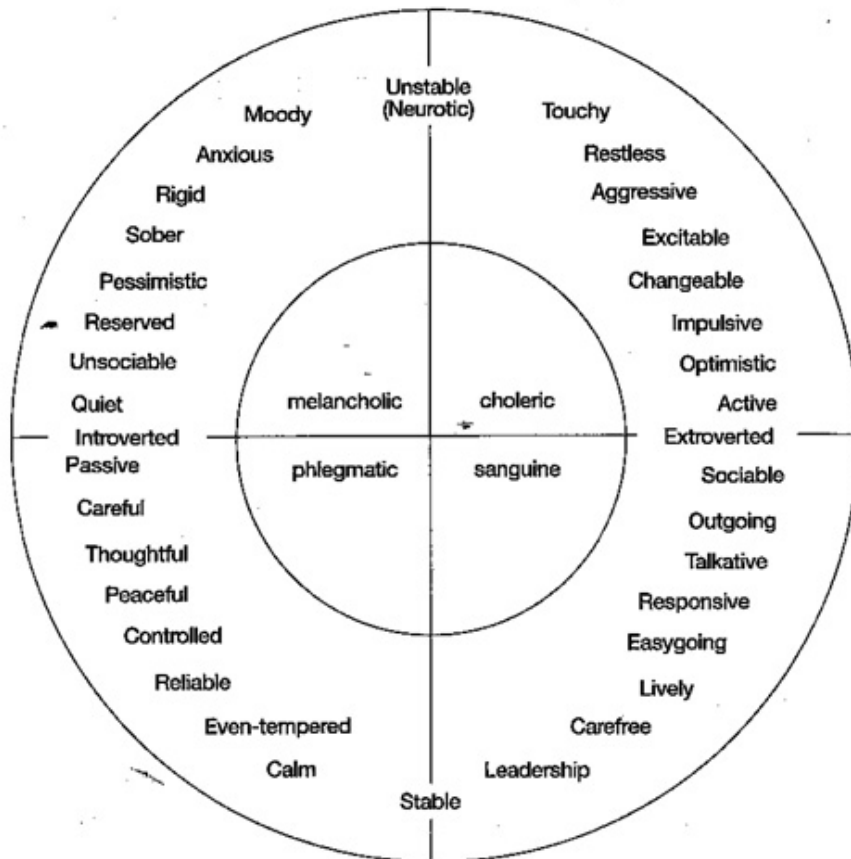 Unstable
(Neurotic)
Moody
Touchy
Anxious
Restless
Rigid
Aggressive
Sober
Excitable
Pessimistic
Changeable
Reserved
Impulsive
Unsociable
Optimistic
Quiet
melancholic
choleric
Active
Introverted
Extroverted
Passive
phlegmatic
sanguine
Sociable
Careful
Outgoing
Thoughtful
Talkative
Peaceful
Responsive
Controlled
Easygoing
Reliable
Lively
Even-tempered
Carefree
Calm
Leadership
Stable